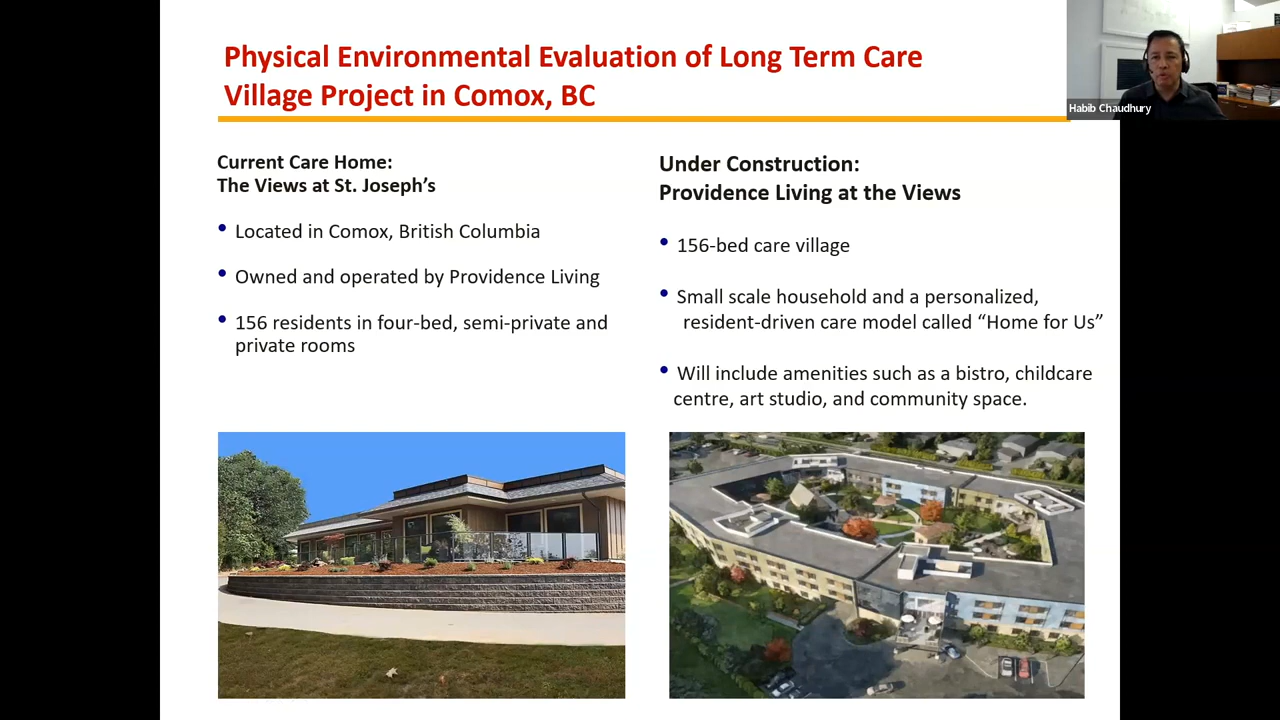 Physical Environmental Evaluation of Long Term Care
Village Project in Comox, BC
Habib Chaudhury
Current Care Home:
The Views at St. Joseph’s
• Located in Comox, British Columbia
• Owned and operated by Providence Living
• 156 residents in four-bed, semi-private and
private rooms
Under Construction:
Providence Living at the Views
• 156-bed care village
• Small scale household and a personalized,
resident-driven care model called “Home for Us”
• Will include amenities such as a bistro, childcare
centre, art studio, and community space.